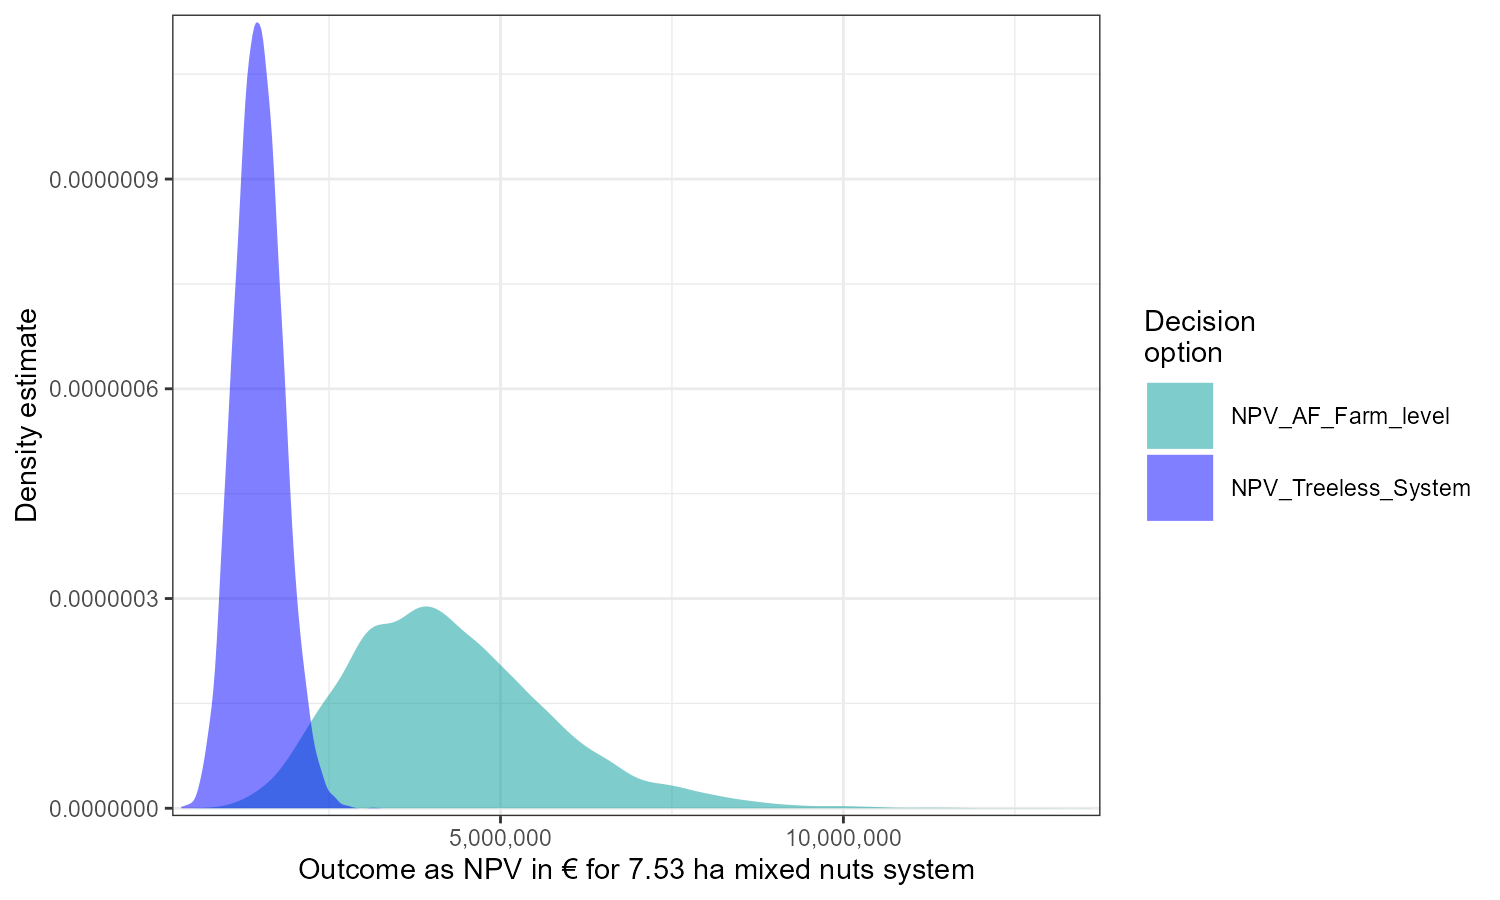 0.0000009
0.0000006
0.0000003
0.0000000
Density estimate
5,000,000
10,000,000
Outcome as NPV in € for 7.53 ha mixed nuts system
Decision
option
NPV_AF_Farm_level
NPV_Treeless_System